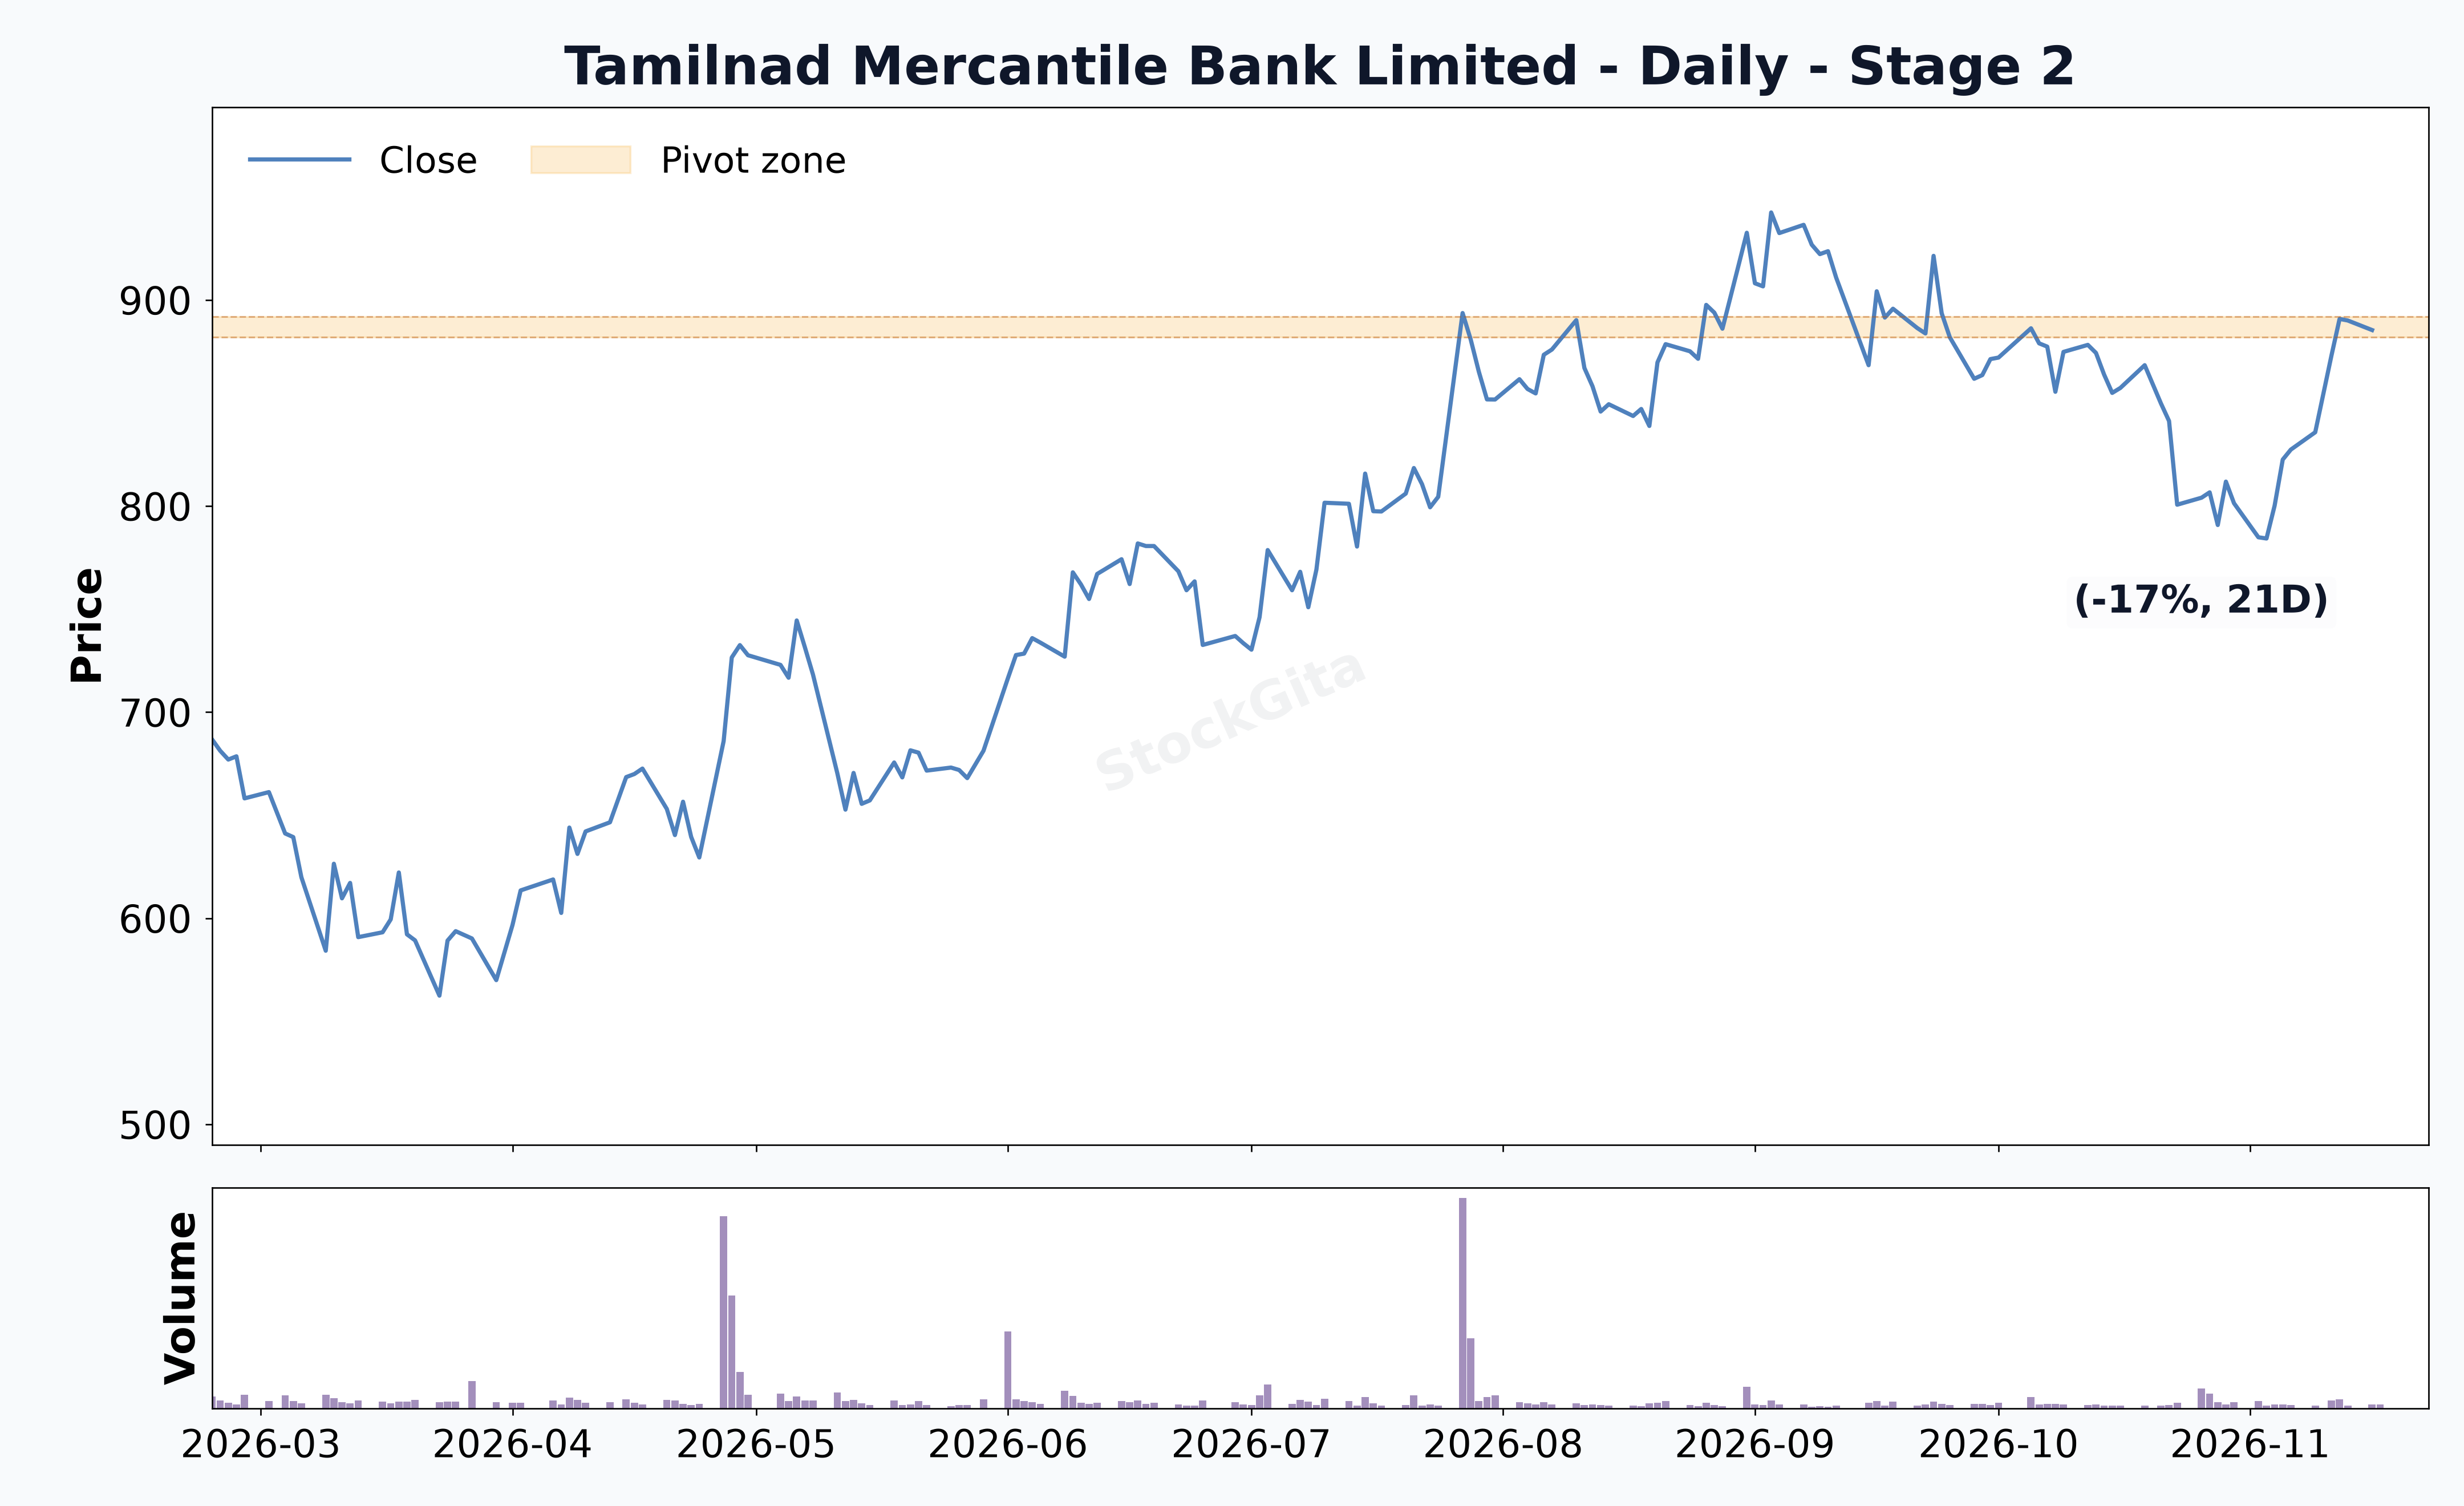 Tamilnad Mercantile Bank Limited - Daily - Stage 2
Close
Pivot zone
Price
900
800
700
600
500
(-17%, 21D)
StockGita
Volume
2026-03
2026-04
2026-05
2026-06
2026-07
2026-08
2026-09
2026-10
2026-11